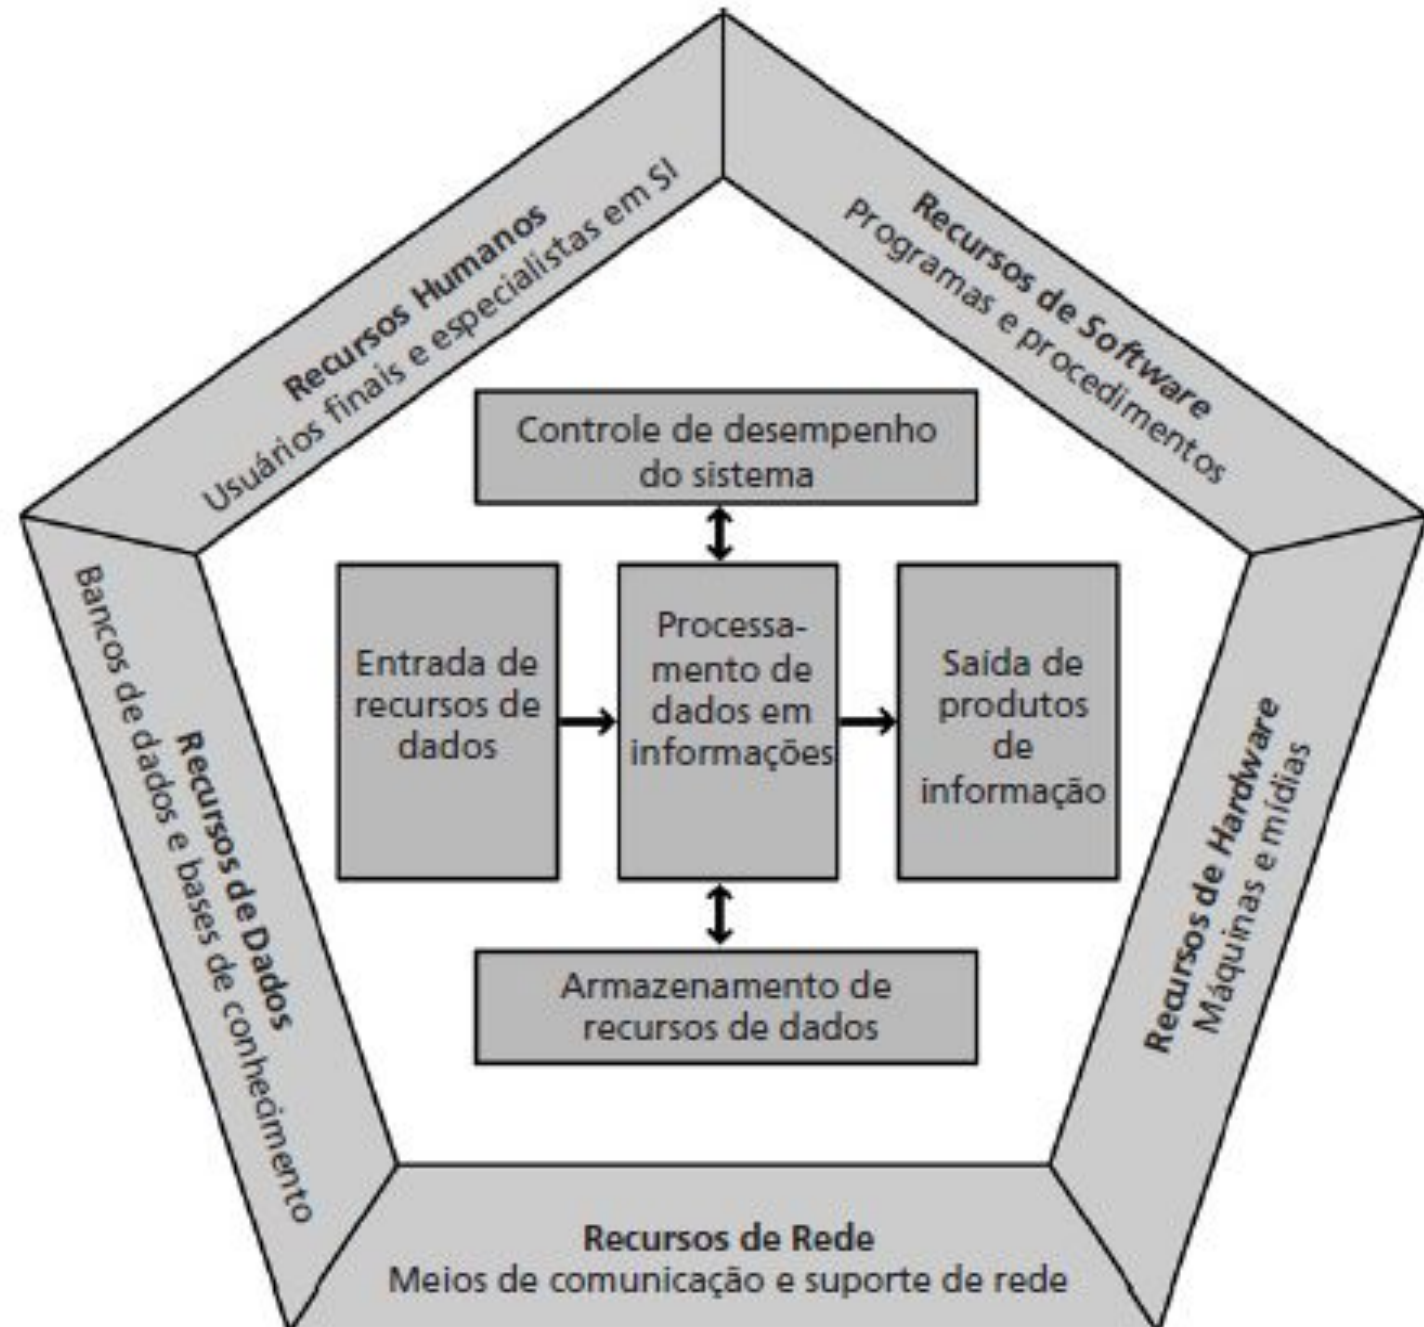 Recursos Humanos
Usuários finais e especialistas em SI
Recursos de Software
Programas e procedimentos
Controle de desempenho
do sistema
Entrada de
recursos de
dados
Processa-
mento de
dados em
informações
Saída de
produtos
de
informação
Armazenamento de
recursos de dados
Recursos de Dados
Bancos de dados e bases de conhecimento
Recursos de Hardware
Máquinas e mídias
Recursos de Rede
Meios de comunicação e suporte de rede